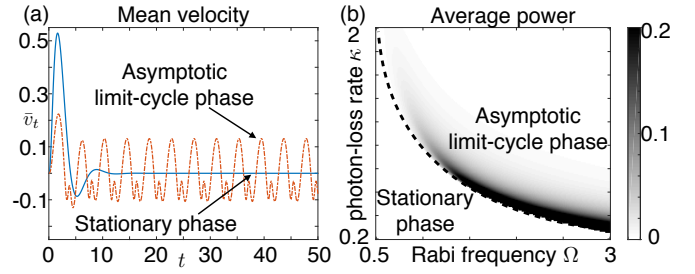 (a) Mean velocity
0.5
0.3
v̄_t
0.1
-0.1
Asymptotic
limit-cycle phase
Stationary phase
0 10 20 30 40 50
t
(b) Average power
photon-loss rate κ
2
0.2
Asymptotic
limit-cycle phase
Stationary
phase
0.5 3
Rabi frequency Ω
0.2
0.1
0